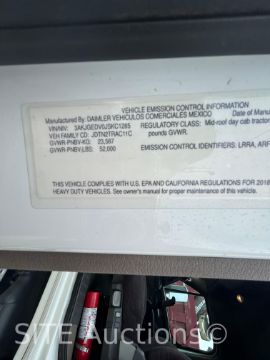 VEHICLE EMISSION CONTROL INFORMATION
Manufactured By: DAIMLER VEHICULOS COMERCIALES MEXICO Date of Manu
VIN/NIV: 3AKJGEDV6JSKC1265 REGULATORY CLASS: Mid-roof day cab tractor
VEH FAMILY CD: JDTN2TRAC11C pounds GVWR.
GVWR-PNBV-KG: 23,587
GVWR-PNBV-LBS: 52,000
EMISSION CONTROL IDENTIFIERS: LRRA, ARF
THIS VEHICLE COMPLIES WITH U.S. EPA AND CALIFORNIA REGULATIONS FOR 2018
HEAVY DUTY VEHICLES. See owner's manual for proper maintenance of this
SITE Auctions